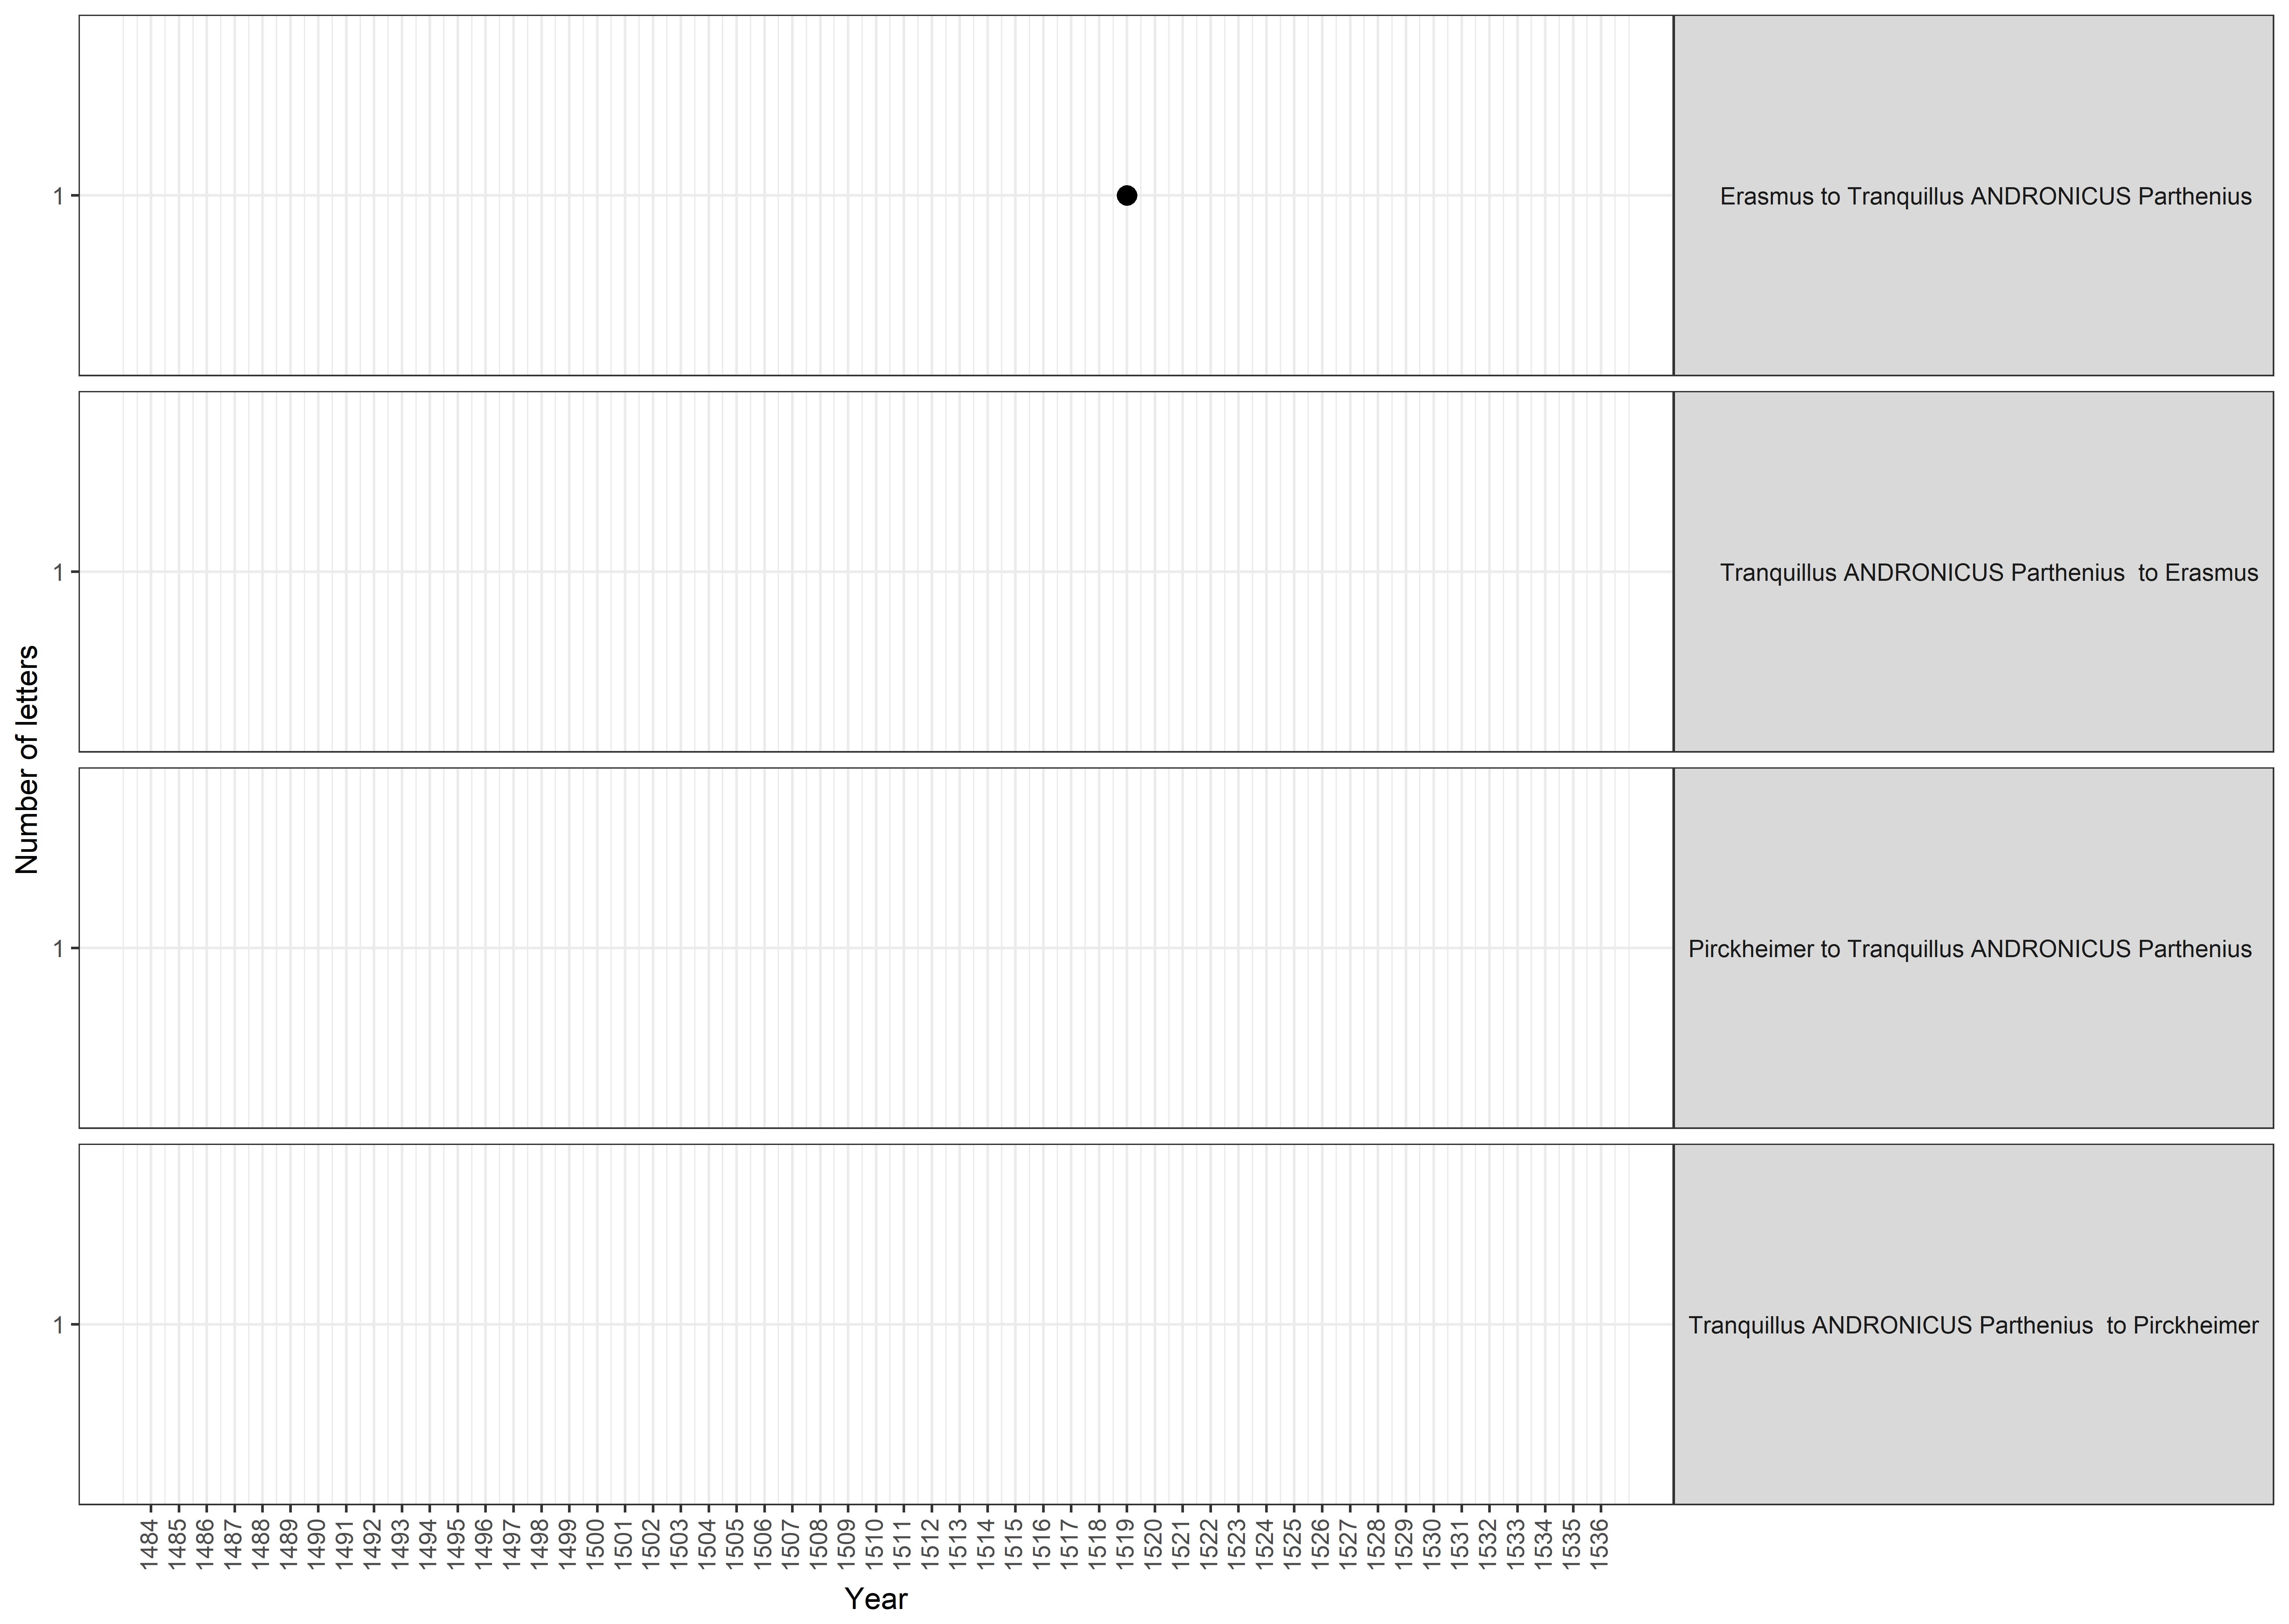 Number of letters
1
Erasmus to Tranquillus ANDRONICUS Parthenius
1
Tranquillus ANDRONICUS Parthenius  to Erasmus
1
Pirckheimer to Tranquillus ANDRONICUS Parthenius
1
Tranquillus ANDRONICUS Parthenius  to Pirckheimer
1484 1485 1486 1487 1488 1489 1490 1491 1492 1493 1494 1495 1496 1497 1498 1499 1500 1501 1502 1503 1504 1505 1506 1507 1508 1509 1510 1511 1512 1513 1514 1515 1516 1517 1518 1519 1520 1521 1522 1523 1524 1525 1526 1527 1528 1529 1530 1531 1532 1533 1534 1535 1536
Year